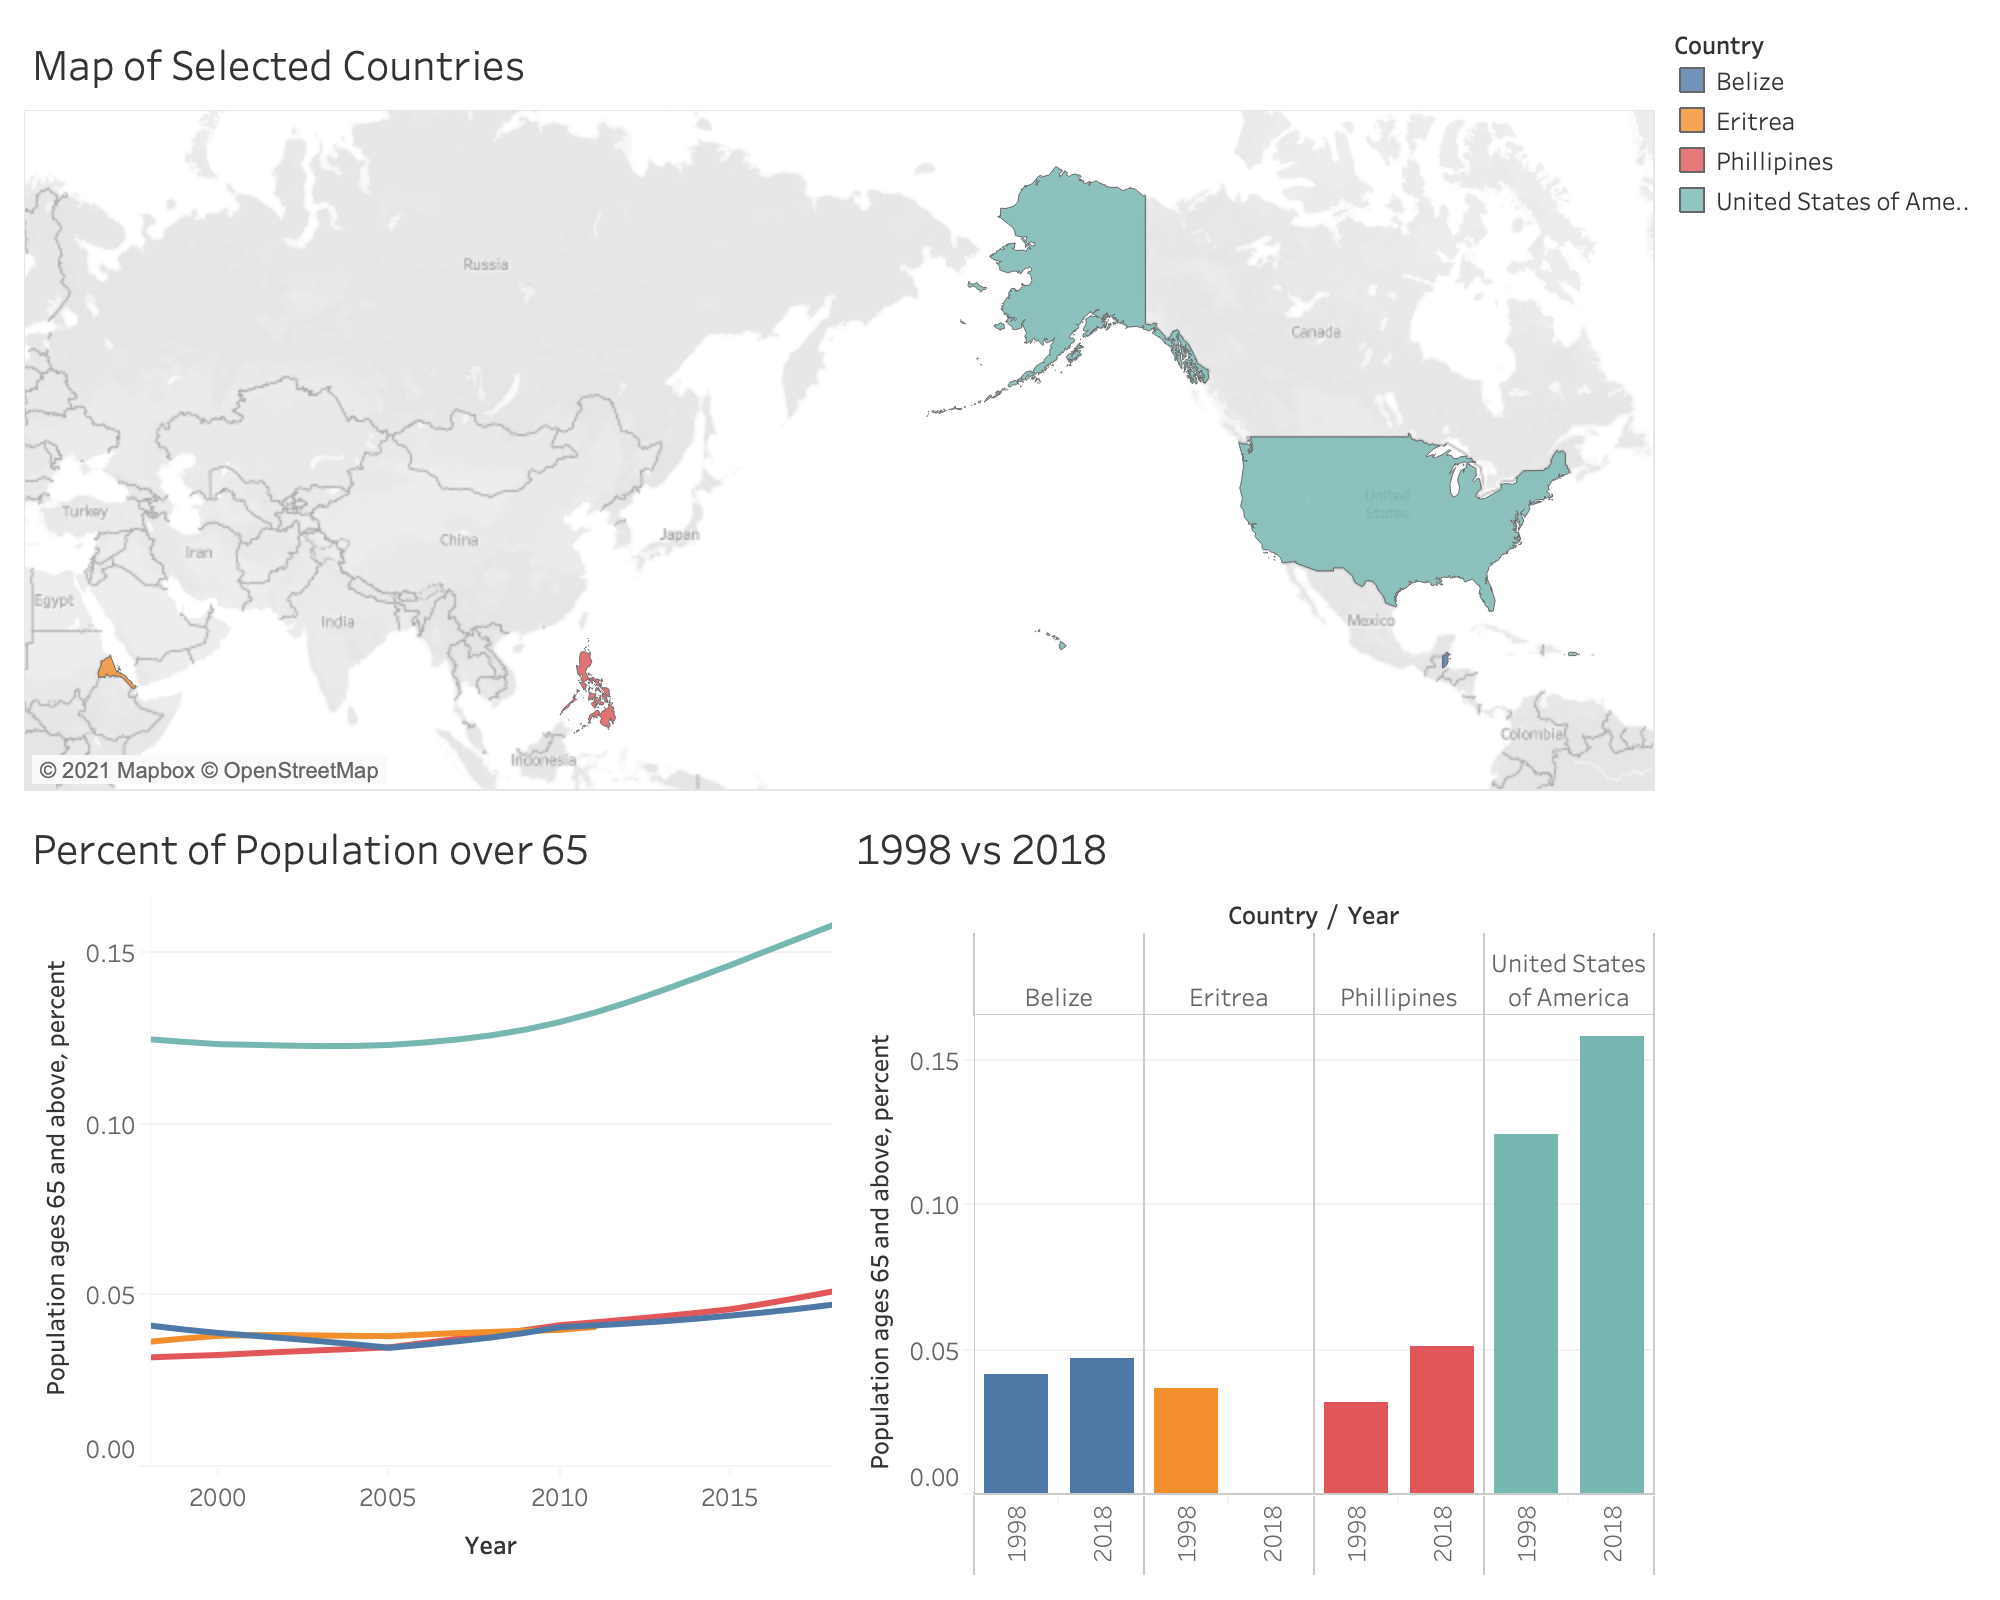 Map of Selected Countries
Country
Belize
Eritrea
Phillipines
United States of Ame..
Russia
Canada
United
States
Turkey
China
Japan
Iran
Egypt
India
Mexico
Colombia
Indonesia
© 2021 Mapbox © OpenStreetMap
Percent of Population over 65
Population ages 65 and above, percent
0.15
0.10
0.05
0.00
2000
2005
2010
2015
Year
1998 vs 2018
Country / Year
Belize
Eritrea
Phillipines
United States
of America
Population ages 65 and above, percent
0.15
0.10
0.05
0.00
1998
2018
1998
2018
1998
2018
1998
2018